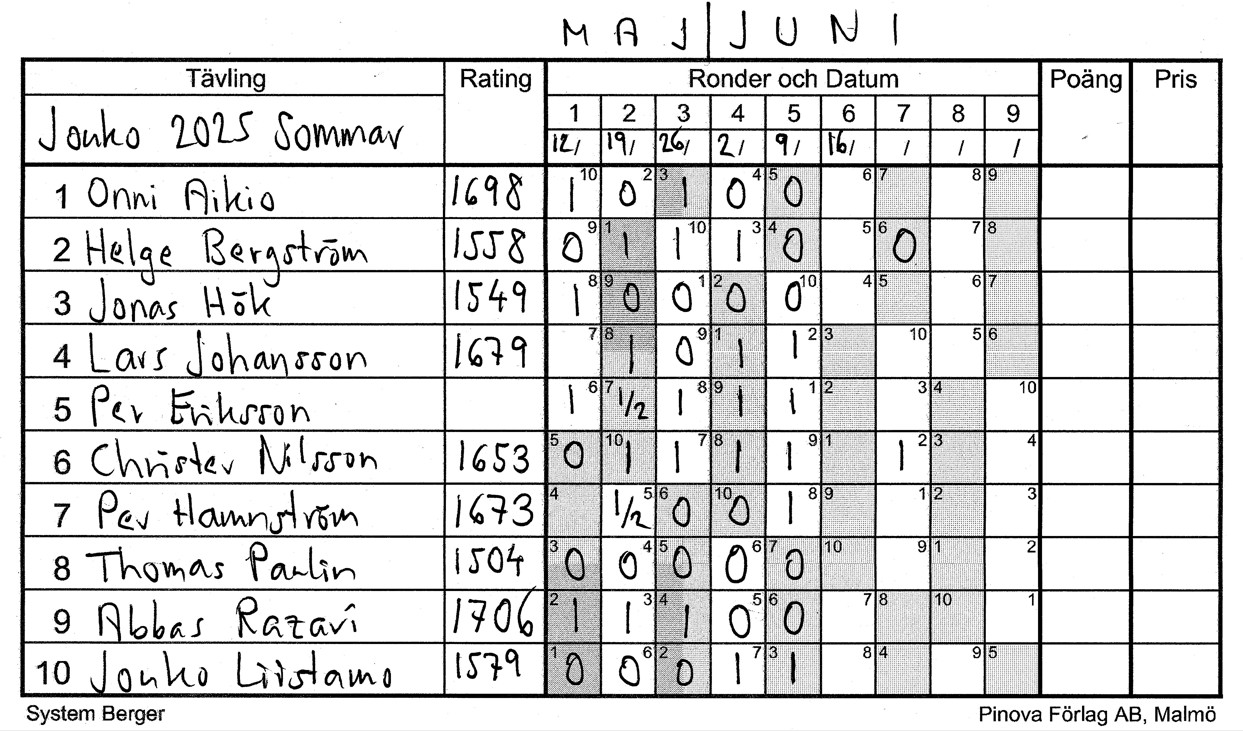 MAJ | JUNI
Tävling Rating Ronder och Datum Poäng Pris
Jouko 2025 Sommar 1 2 3 4 5 6 7 8 9
12/ 19/ 26/ 2/ 9/ 16/ / / /
1 Onni Aikio 1698 1 10 0 2 3 1 0 4 5 0 6 7 8 9
2 Helge Bergström 1558 0 9 1 1 1 10 1 3 4 0 5 6 0 7 8
3 Jonas Hök 1549 1 8 9 0 0 1 2 0 0 10 4 5 6 7
4 Lars Johansson 1679 7 8 1 0 9 1 1 1 2 3 10 5 6
5 Per Eriksson 1 6 7 1/2 1 8 9 1 1 1 2 3 4 10
6 Christer Nilsson 1653 5 0 10 1 1 7 8 1 1 9 1 1 2 3 4
7 Per Hamnström 1673 4 1/2 5 6 0 10 0 1 8 9 1 2 3
8 Thomas Paulin 1504 3 0 0 4 5 0 0 6 7 0 10 9 1 2
9 Abbas Razavi 1706 2 1 1 3 4 1 0 5 6 0 7 8 10 1
10 Jouko Liistamo 1579 1 0 0 6 2 0 1 7 3 1 8 4 9 5
System Berger Pinova Förlag AB, Malmö